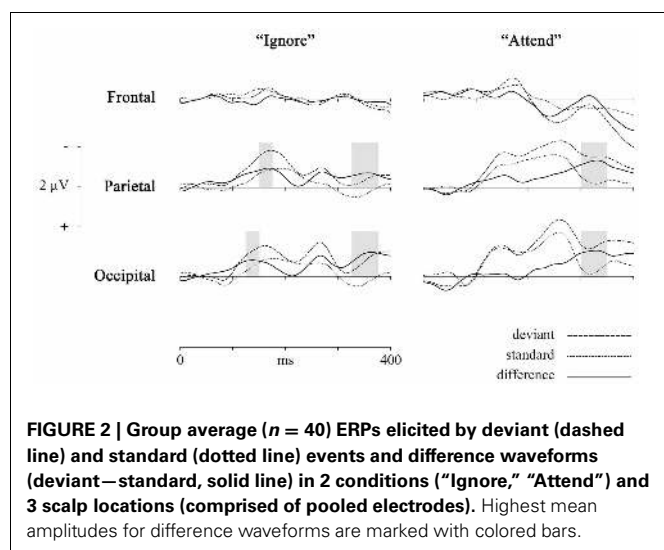 “Ignore” “Attend”
Frontal
-
2 μV Parietal
+
Occipital
0 ms 400
deviant
standard
difference
FIGURE 2 | Group average (n = 40) ERPs elicited by deviant (dashed
line) and standard (dotted line) events and difference waveforms
(deviant—standard, solid line) in 2 conditions (“Ignore,” “Attend”) and
3 scalp locations (comprised of pooled electrodes). Highest mean
amplitudes for difference waveforms are marked with colored bars.